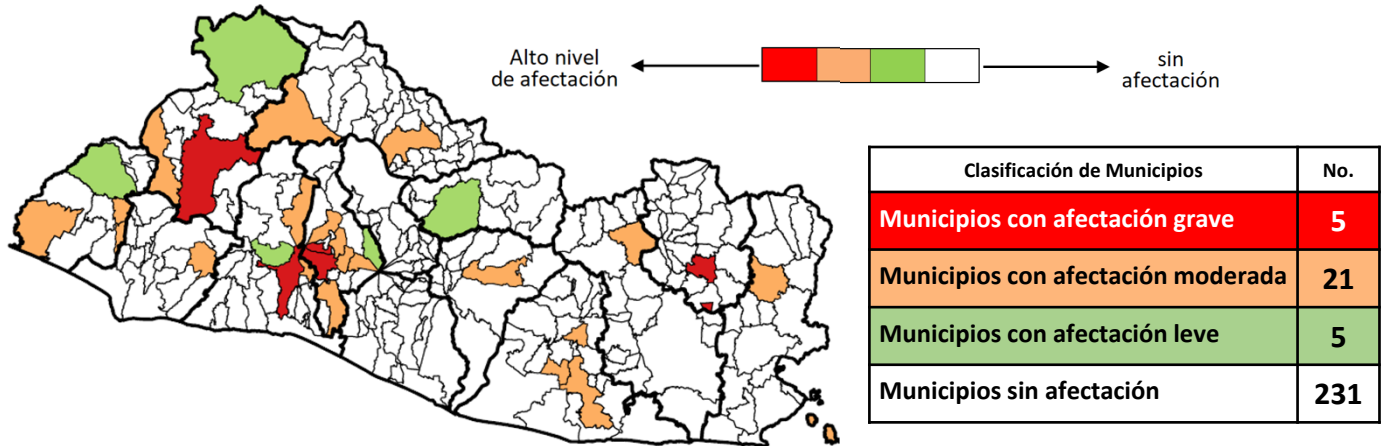 Alto nivel
de afectación
sin
afectación
Clasificación de Municipios No.
Municipios con afectación grave 5
Municipios con afectación moderada 21
Municipios con afectación leve 5
Municipios sin afectación 231